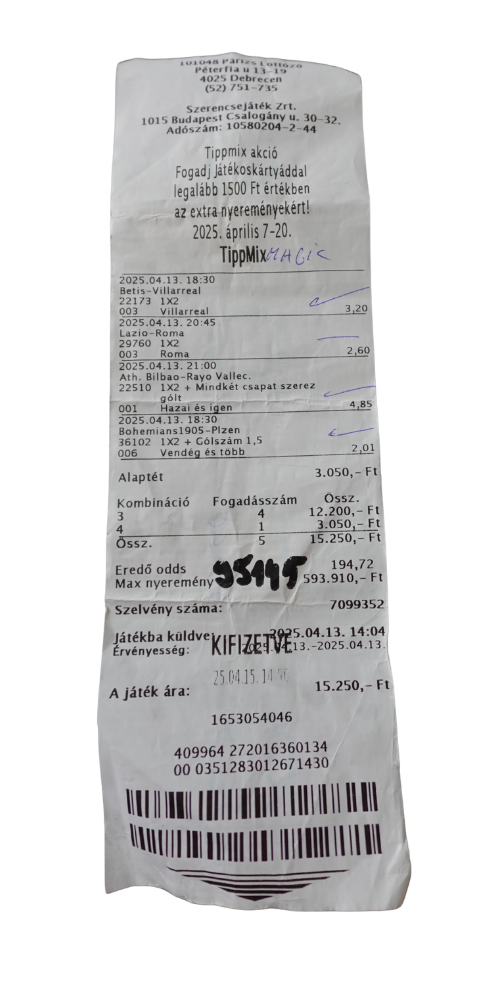 101048 Párizs Lottózó
Péterfia u 13-19
4025 Debrecen
(52) 751-735
Szerencsejáték Zrt.
1015 Budapest Csalogány u. 30-32.
Adószám: 10580204-2-44
Tippmix akció
Fogadj Játékoskártyáddal
legalább 1500 Ft értékben
az extra nyereményekért!
2025. április 7-20.
TippMix MAGIC
2025.04.13. 18:30
Betis-Villarreal
22173 1X2
003 Villarreal 3,20
2025.04.13. 20:45
Lazio-Roma
29760 1X2
003 Roma 2,60
2025.04.13. 21:00
Ath. Bilbao-Rayo Vallec.
22510 1X2 + Mindkét csapat szerez
gólt
001 Hazai és igen 4,85
2025.04.13. 18:30
Bohemians1905-Plzen
36102 1X2 + Gólszám 1,5
006 Vendég és több 2,01
Alaptét 3.050,- Ft
Kombináció Fogadásszám Össz.
3 4 12.200,- Ft
4 1 3.050,- Ft
Össz. 5 15.250,- Ft
Eredő odds 194,72
Max nyeremény 95145 593.910,- Ft
Szelvény száma: 7099352
Játékba küldve 2025.04.13. 14:04
Érvényesség: 2025.04.13.-2025.04.13.
KIFIZETVE
25.04.15. 14
A játék ára: 15.250,- Ft
1653054046
409964 272016360134
00 0351283012671430